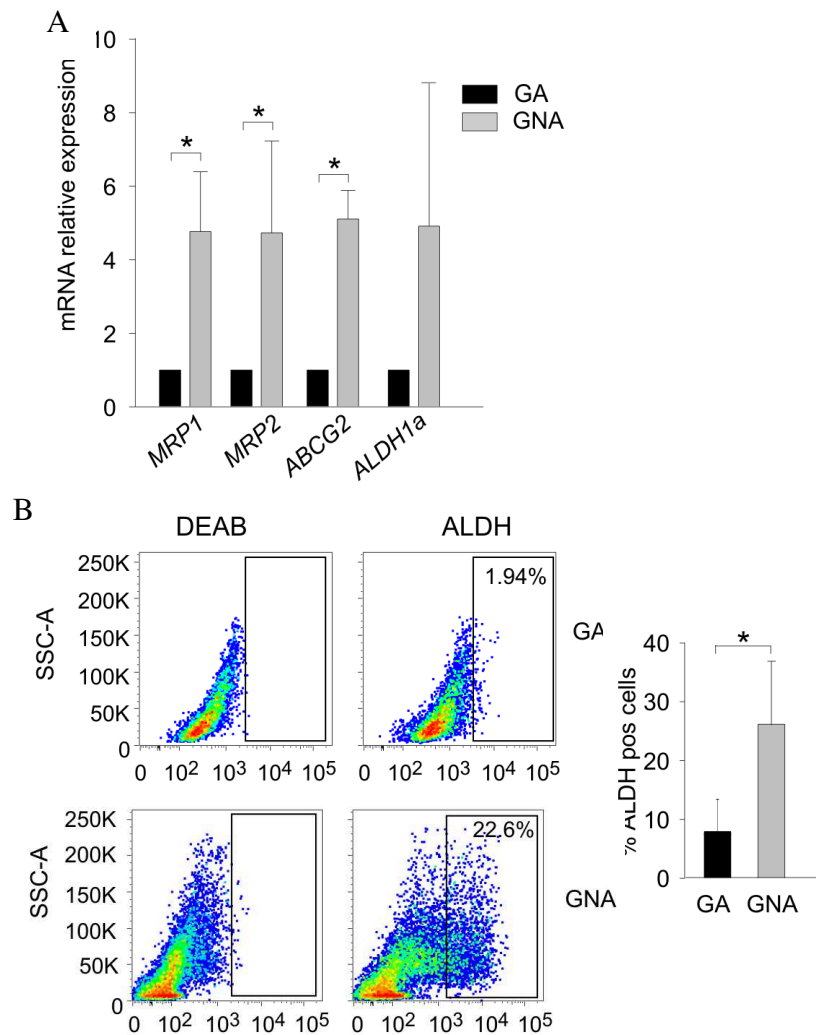 A
10
8
6
4
2
0
mRNA relative expression
GA
GNA
*
*
*
MRP1
MRP2
ABCG2
ALDH1a
B
DEAB
ALDH
SSC-A
250K
200K
150K
100K
50K
0
0 10² 10³ 10⁴ 10⁵
1.94%
0 10² 10³ 10⁴ 10⁵
GA
SSC-A
250K
200K
150K
100K
50K
0
0 10² 10³ 10⁴ 10⁵
22.6%
0 10² 10³ 10⁴ 10⁵
GNA
% ALDH pos cells
40
30
20
10
0
*
GA GNA